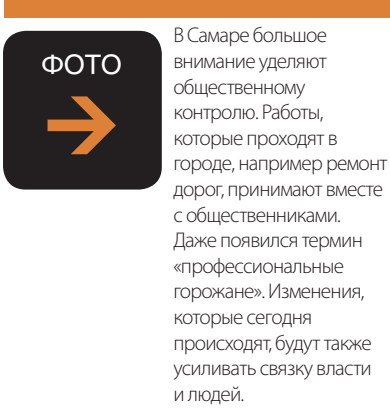 ФОТО
В Самаре большое
внимание уделяют
общественному
контролю. Работы,
которые проходят в
городе, например ремонт
дорог, принимают вместе
с общественниками.
Даже появился термин
«профессиональные
горожане». Изменения,
которые сегодня
происходят, будут также
усиливать связку власти
и людей.